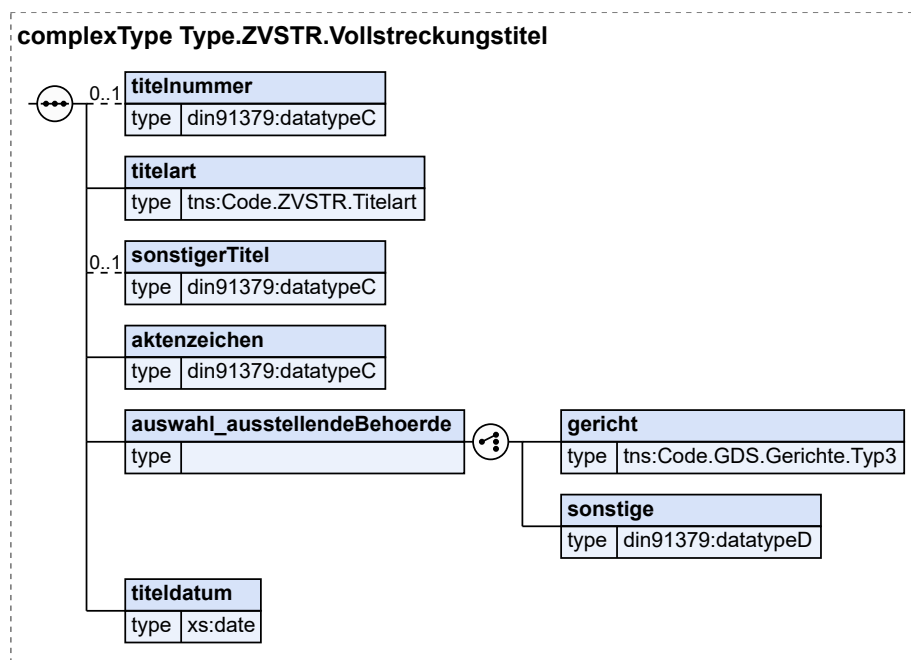 complexType Type.ZVSTR.Vollstreckungstitel
0..1 titelnummer
type din91379:datatypeC
titelart
type tns:Code.ZVSTR.Titelart
0..1 sonstigerTitel
type din91379:datatypeC
aktenzeichen
type din91379:datatypeC
auswahl_ausstellendeBehoerde
type
gericht
type tns:Code.GDS.Gerichte.Typ3
sonstige
type din91379:datatypeD
titeldatum
type xs:date